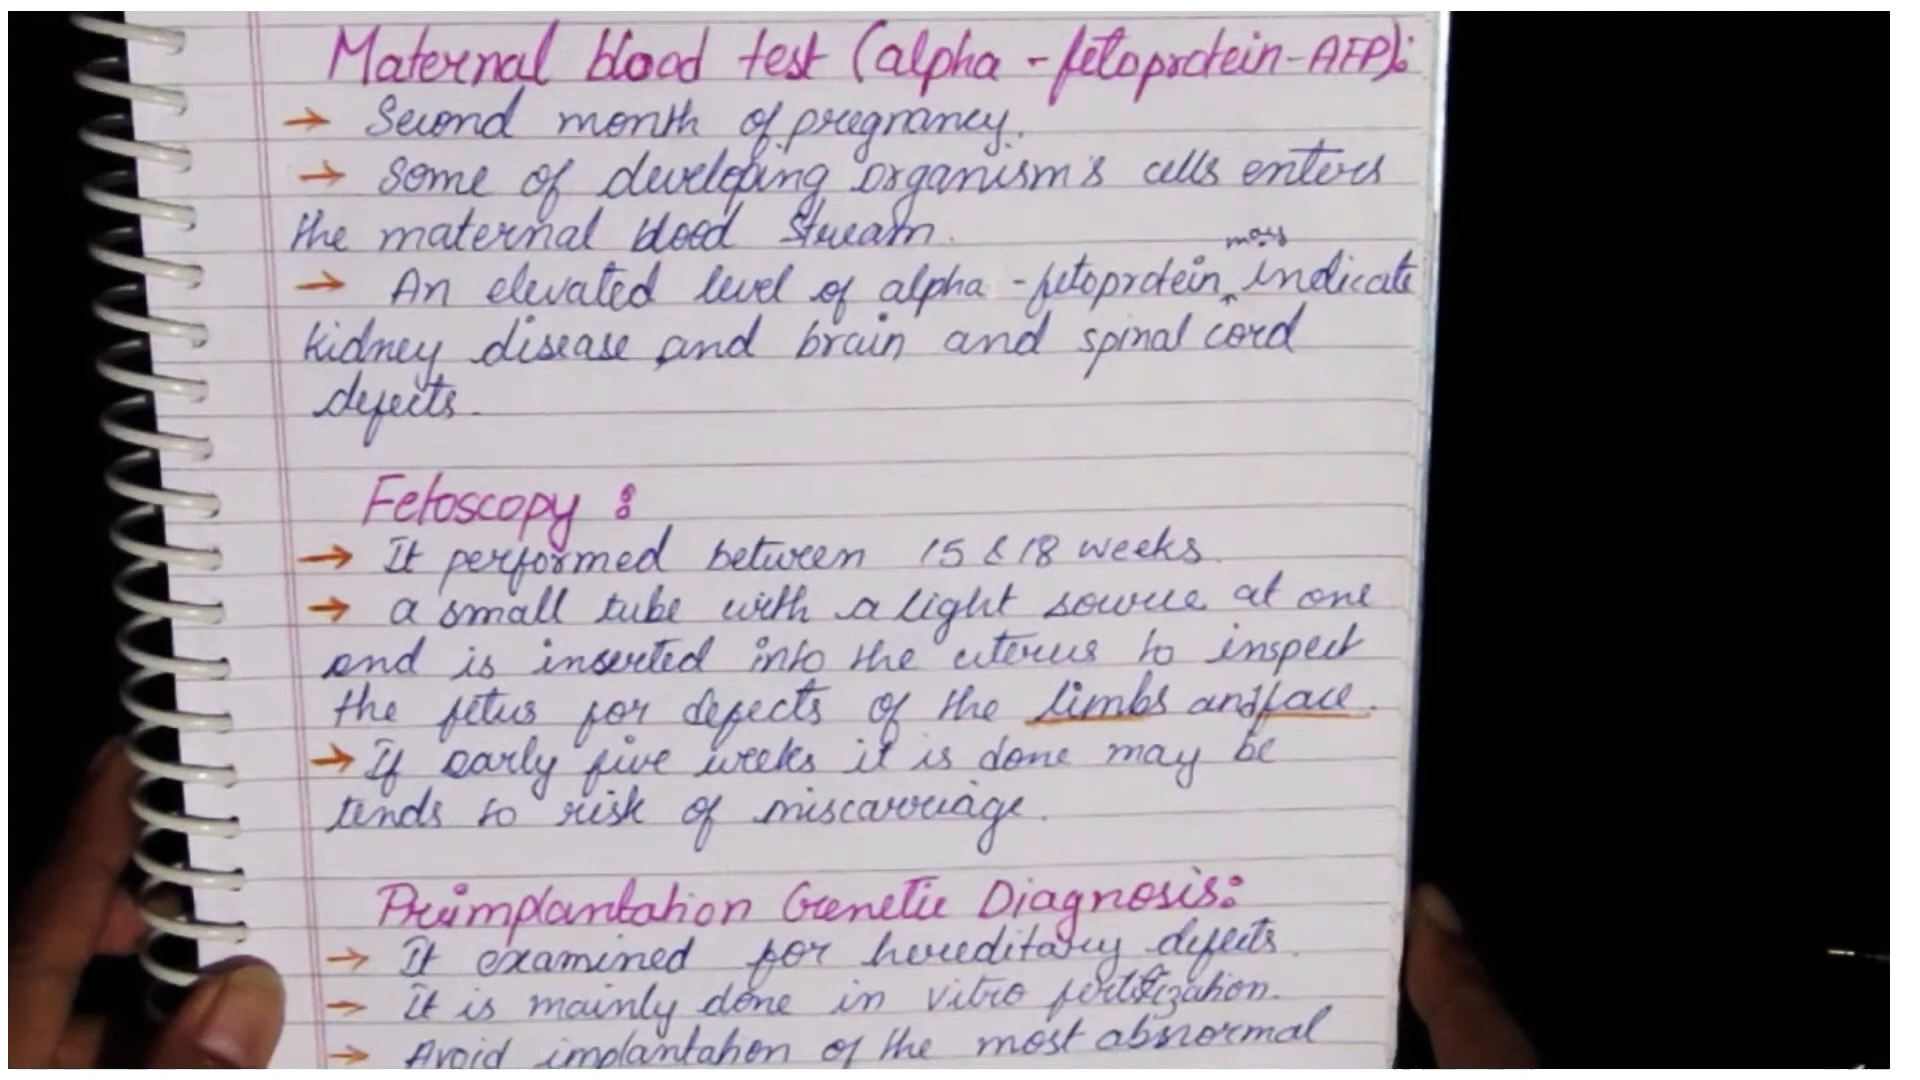 Maternal blood test (alpha - fetoprotein-AFP):
→ Second month of pregnancy.
→ Some of developing organism's cells enters
the maternal blood stream.
may
→ An elevated level of alpha - fetoprotein ^ indicate
kidney disease and brain and spinal cord
defects.
Fetoscopy :
→ It performed between 15 & 18 weeks.
→ a small tube with a light source at one
end is inserted into the uterus to inspect
the fetus for defects of the limbs and face.
→ If early five weeks it is done may be
tends to risk of miscarriage.
Preimplantation Genetic Diagnosis:
→ It examined for hereditary defects.
→ It is mainly done in vitro fertilization.
→ Avoid implantation of the most abnormal